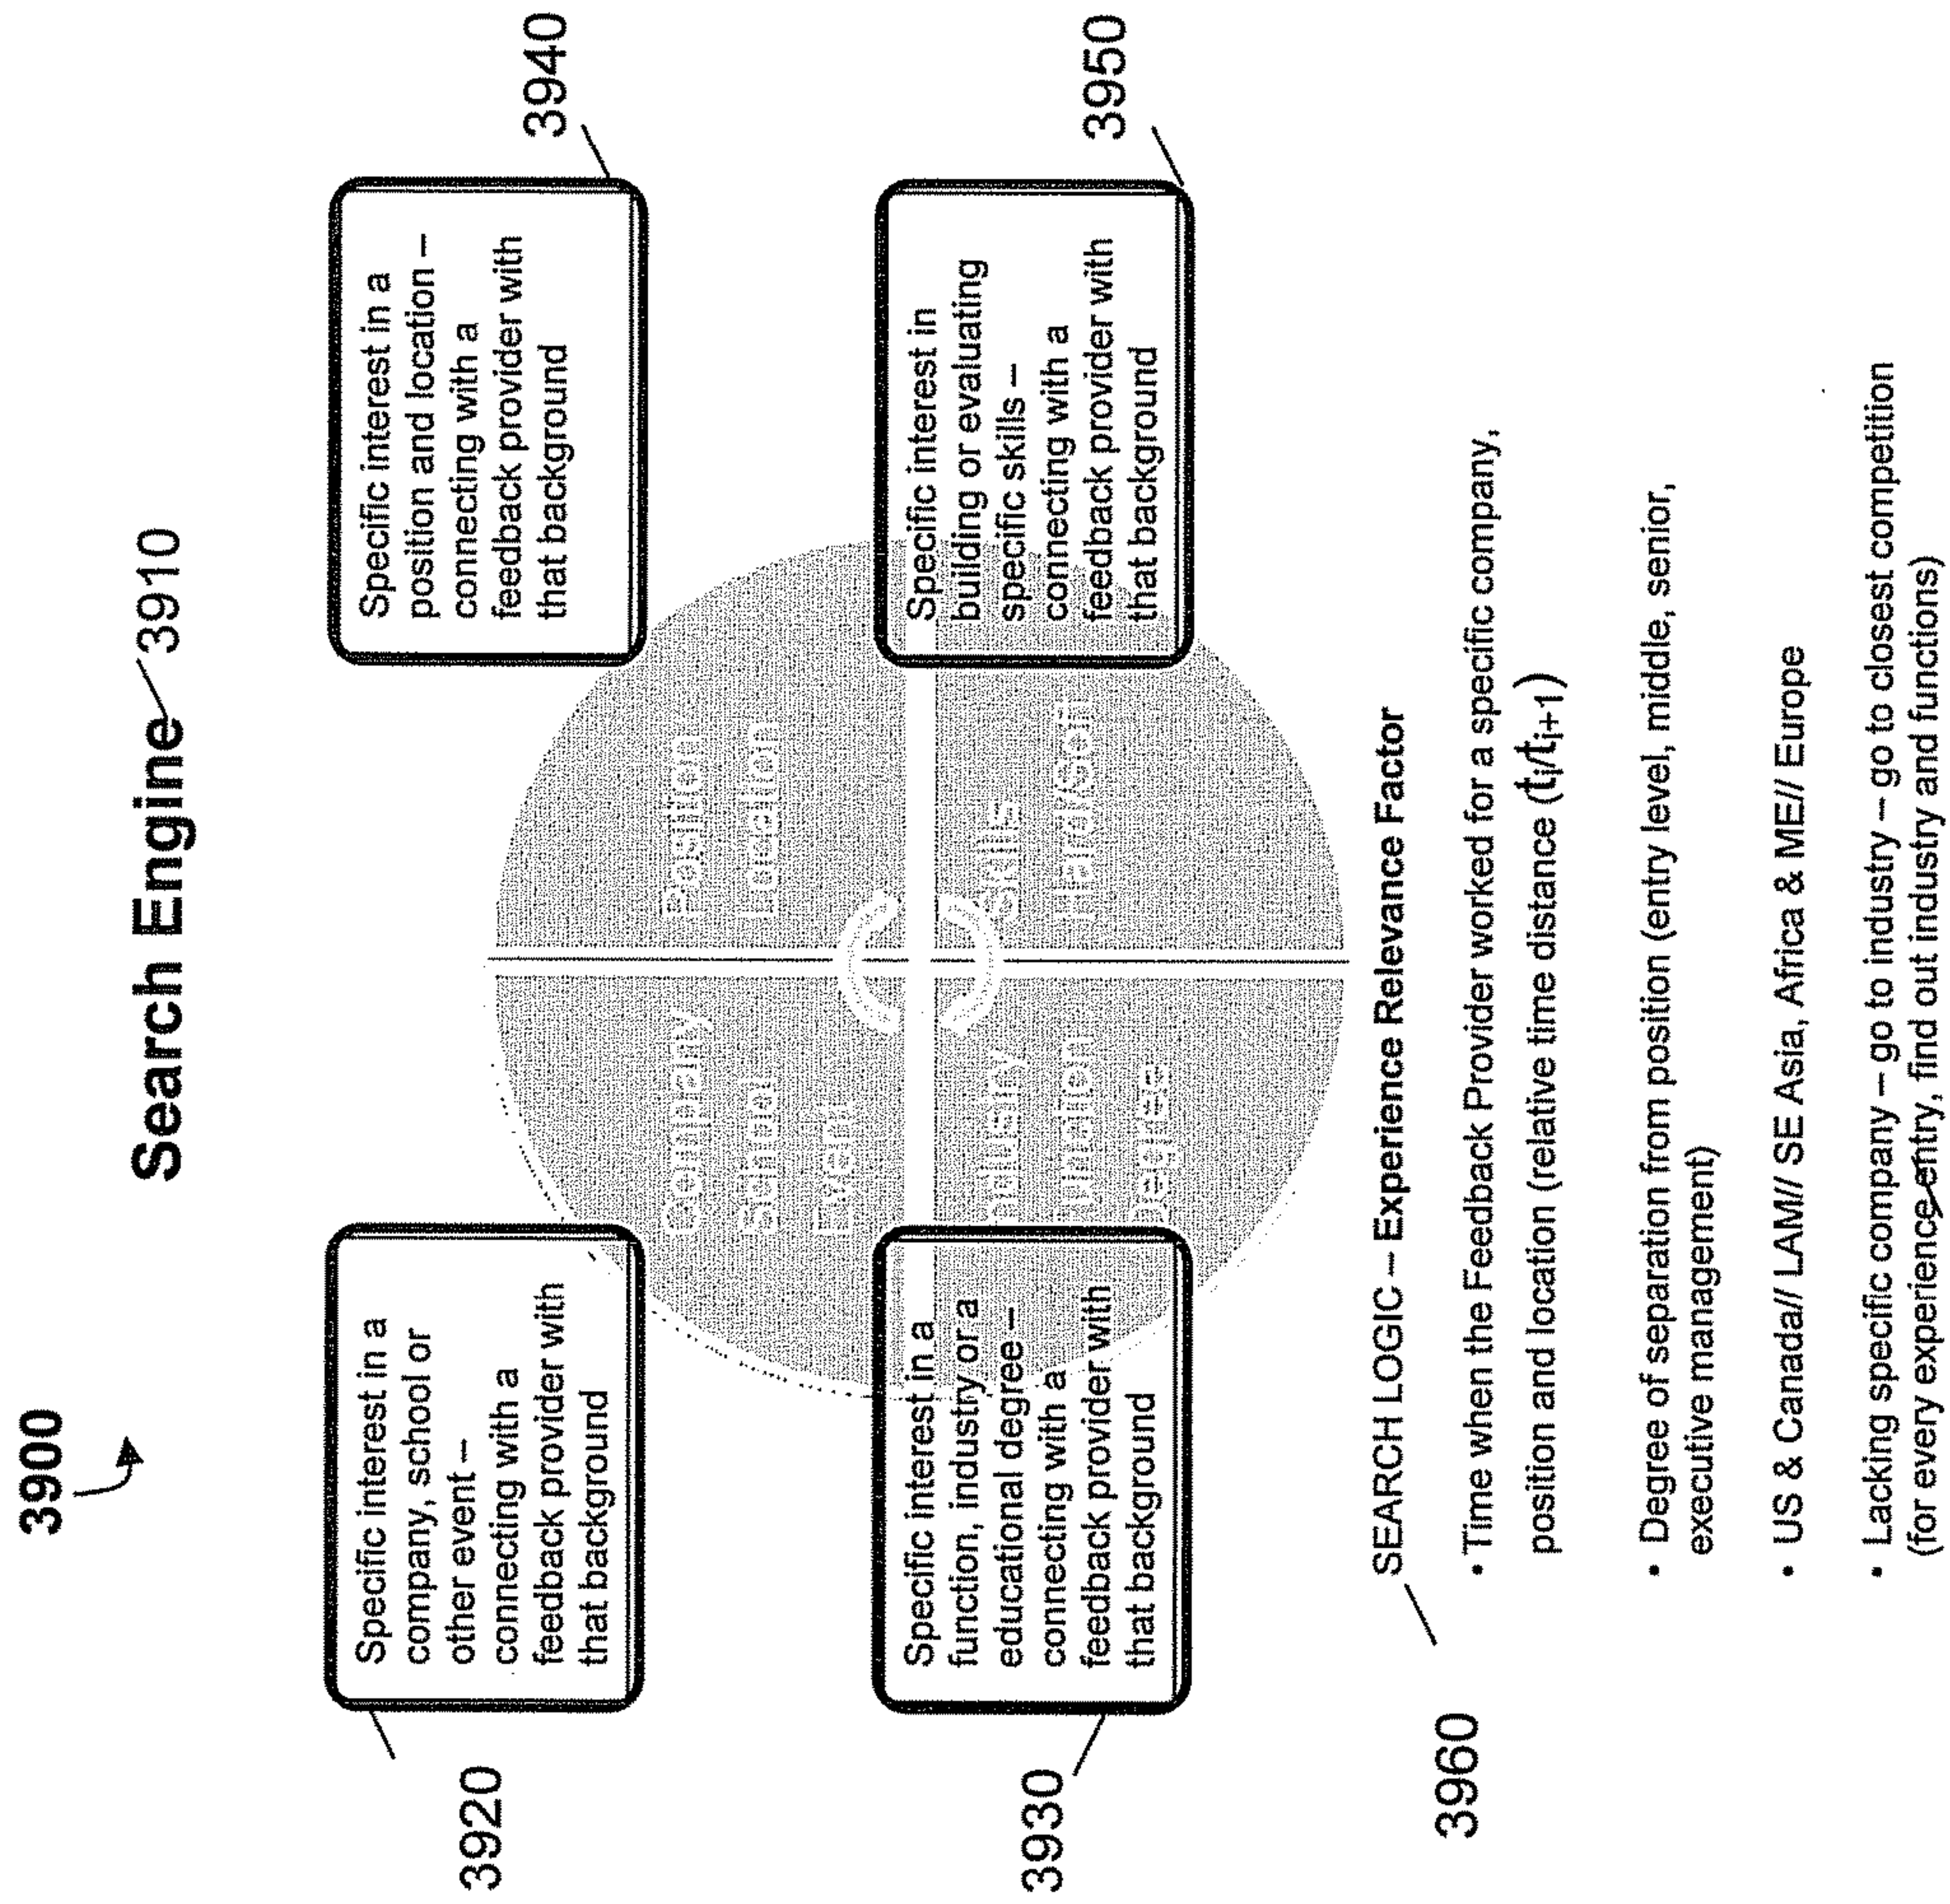 3900
Search Engine
3910
3920
Specific interest in a
company, school or
other event –
connecting with a
feedback provider with
that background
3940
Specific interest in a
position and location –
connecting with a
feedback provider with
that background
Company
School
Event
Position
Location
3930
Specific interest in a
function, industry or a
educational degree –
connecting with a
feedback provider with
that background
3950
Specific interest in
building or evaluating
specific skills –
connecting with a
feedback provider with
that background
ndustry
unction
egree
Skills
Hard/Soft
3960
SEARCH LOGIC – Experience Relevance Factor
• Time when the Feedback Provider worked for a specific company,
position and location (relative time distance (ti/ti+1)
• Degree of separation from position (entry level, middle, senior,
executive management)
• US & Canada// LAM// SE Asia, Africa & ME// Europe
• Lacking specific company – go to industry – go to closest competition
(for every experience entry, find out industry and functions)